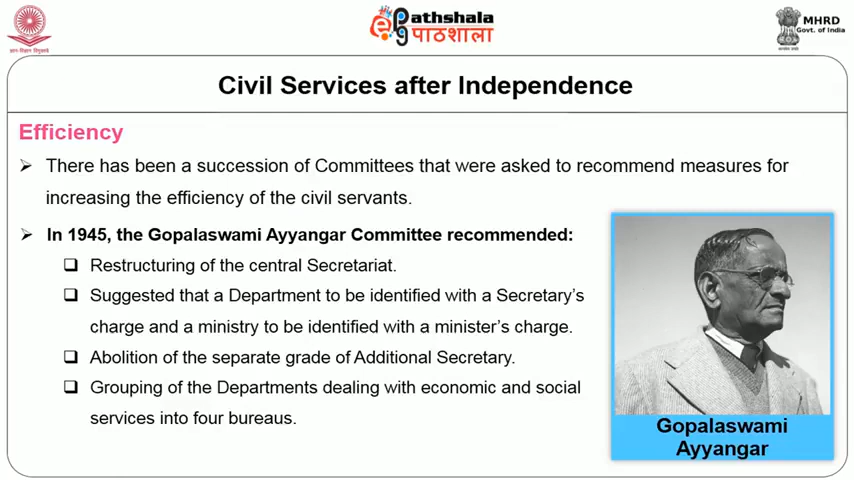 ePathshala
पाठशाला
MHRD
Govt. of India
Civil Services after Independence
Efficiency
There has been a succession of Committees that were asked to recommend measures for
increasing the efficiency of the civil servants.
In 1945, the Gopalaswami Ayyangar Committee recommended:
Restructuring of the central Secretariat.
Suggested that a Department to be identified with a Secretary's
charge and a ministry to be identified with a minister's charge.
Abolition of the separate grade of Additional Secretary.
Grouping of the Departments dealing with economic and social
services into four bureaus.
Gopalaswami
Ayyangar